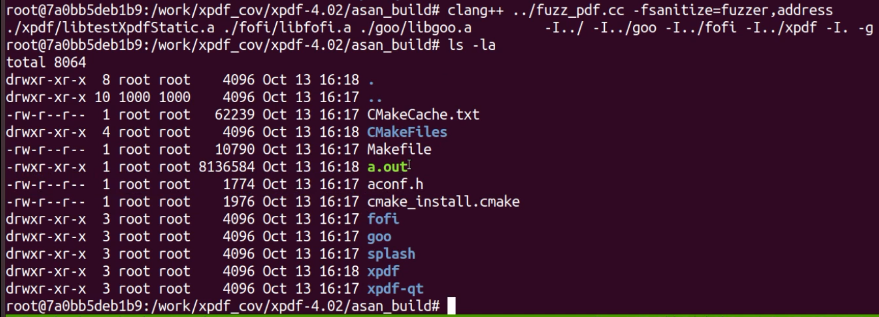 root@7a0bb5deb1b9:/work/xpdf_cov/xpdf-4.02/asan_build# clang++ ../fuzz_pdf.cc -fsanitize=fuzzer,address
./xpdf/libtestXpdfStatic.a ./fofi/libfofi.a ./goo/libgoo.a         -I../ -I../goo -I../fofi -I../xpdf -I. -g
root@7a0bb5deb1b9:/work/xpdf_cov/xpdf-4.02/asan_build# ls -la
total 8064
drwxr-xr-x  8 root root    4096 Oct 13 16:18 .
drwxr-xr-x 10 1000 1000    4096 Oct 13 16:17 ..
-rw-r--r--  1 root root   62239 Oct 13 16:17 CMakeCache.txt
drwxr-xr-x  4 root root    4096 Oct 13 16:18 CMakeFiles
-rw-r--r--  1 root root   10790 Oct 13 16:17 Makefile
-rwxr-xr-x  1 root root 8136584 Oct 13 16:18 a.out
-rw-r--r--  1 root root    1774 Oct 13 16:17 aconf.h
-rw-r--r--  1 root root    1976 Oct 13 16:17 cmake_install.cmake
drwxr-xr-x  3 root root    4096 Oct 13 16:17 fofi
drwxr-xr-x  3 root root    4096 Oct 13 16:17 goo
drwxr-xr-x  3 root root    4096 Oct 13 16:17 splash
drwxr-xr-x  3 root root    4096 Oct 13 16:18 xpdf
drwxr-xr-x  3 root root    4096 Oct 13 16:17 xpdf-qt
root@7a0bb5deb1b9:/work/xpdf_cov/xpdf-4.02/asan_build#